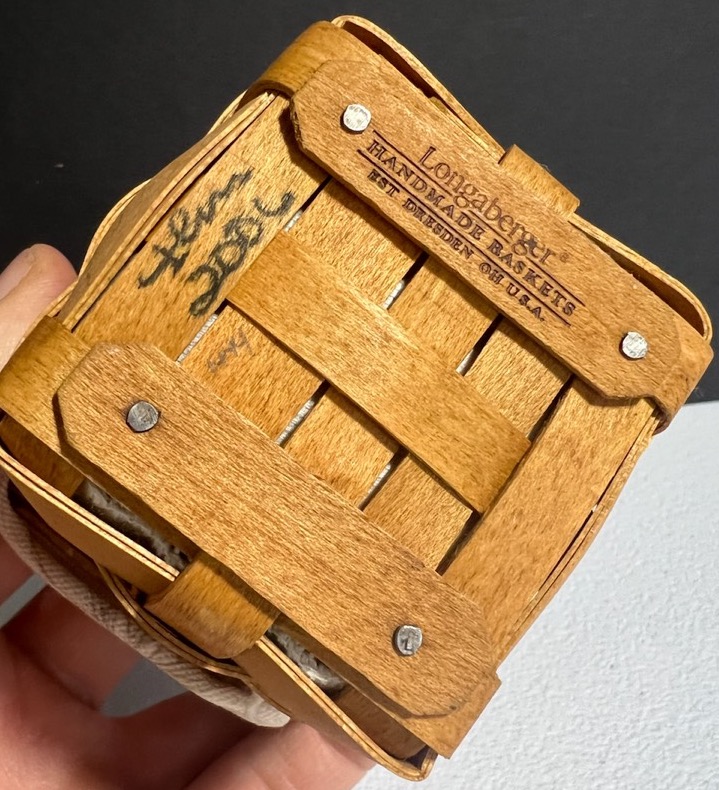 Longaberger®
HANDMADE BASKETS
EST DRESDEN OH U.S.A.
2006